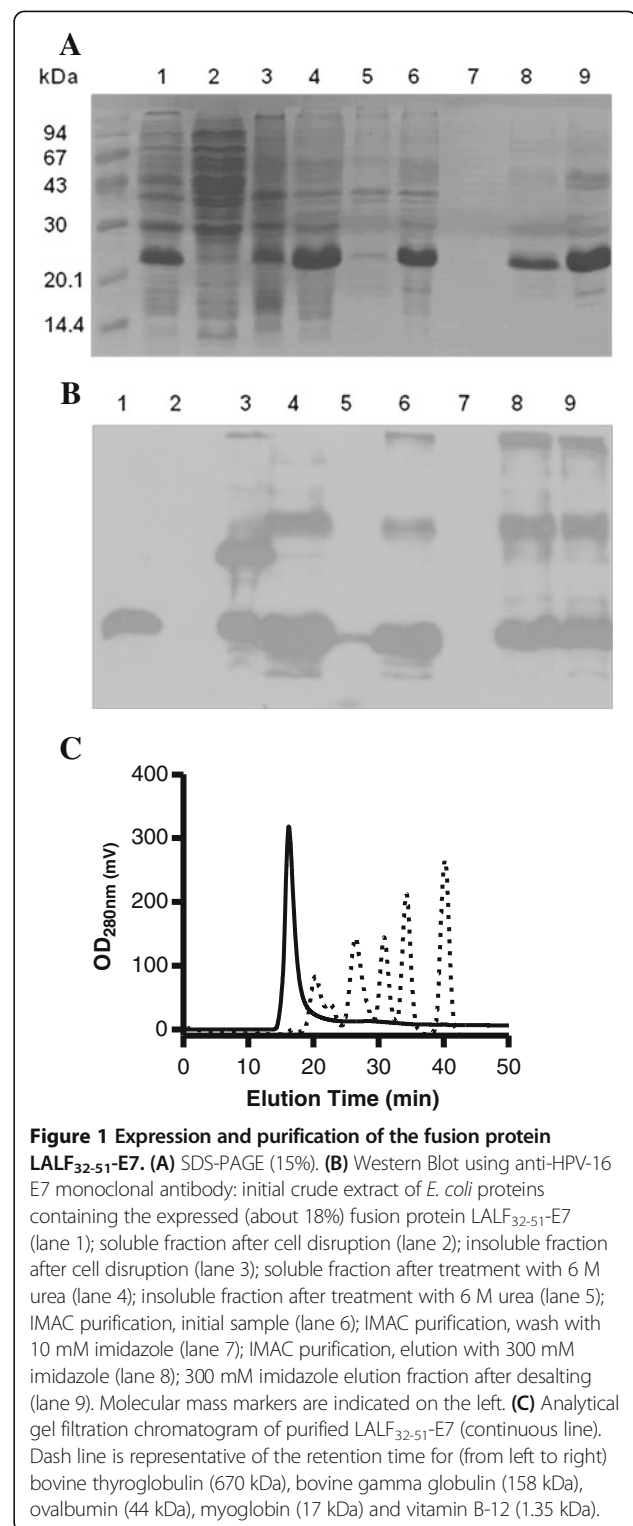 A
kDa 1 2 3 4 5 6 7 8 9
94
67
43
30
20.1
14.4
B
1 2 3 4 5 6 7 8 9
C
400
300
200
100
0
OD280nm (mV)
0 10 20 30 40 50
Elution Time (min)
Figure 1 Expression and purification of the fusion protein
LALF32-51-E7. (A) SDS-PAGE (15%). (B) Western Blot using anti-HPV-16
E7 monoclonal antibody: initial crude extract of E. coli proteins
containing the expressed (about 18%) fusion protein LALF32-51-E7
(lane 1); soluble fraction after cell disruption (lane 2); insoluble fraction
after cell disruption (lane 3); soluble fraction after treatment with 6 M
urea (lane 4); insoluble fraction after treatment with 6 M urea (lane 5);
IMAC purification, initial sample (lane 6); IMAC purification, wash with
10 mM imidazole (lane 7); IMAC purification, elution with 300 mM
imidazole (lane 8); 300 mM imidazole elution fraction after desalting
(lane 9). Molecular mass markers are indicated on the left. (C) Analytical
gel filtration chromatogram of purified LALF32-51-E7 (continuous line).
Dash line is representative of the retention time for (from left to right)
bovine thyroglobulin (670 kDa), bovine gamma globulin (158 kDa),
ovalbumin (44 kDa), myoglobin (17 kDa) and vitamin B-12 (1.35 kDa).